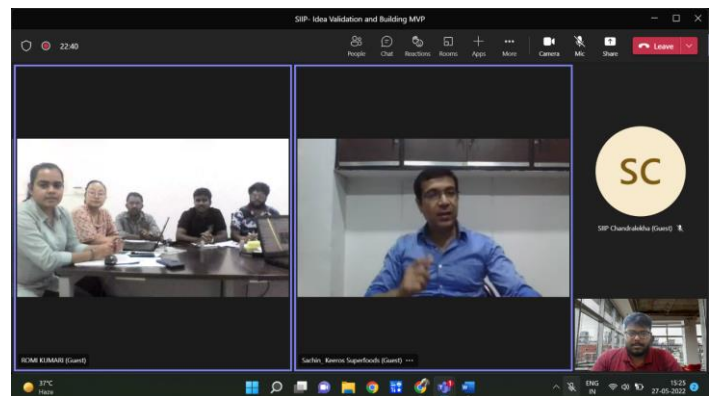 SIIP- Idea Validation and Building MVP
22:40
People Chat Reactions Rooms Apps More Camera Mic Share Leave
SC
SIIP Chandralekha (Guest)
ROMI KUMARI (Guest)
Sachin_ Keeros Superfoods (Guest) ...
37°C
Haze
ENG
IN
15:25
27-05-2022
2